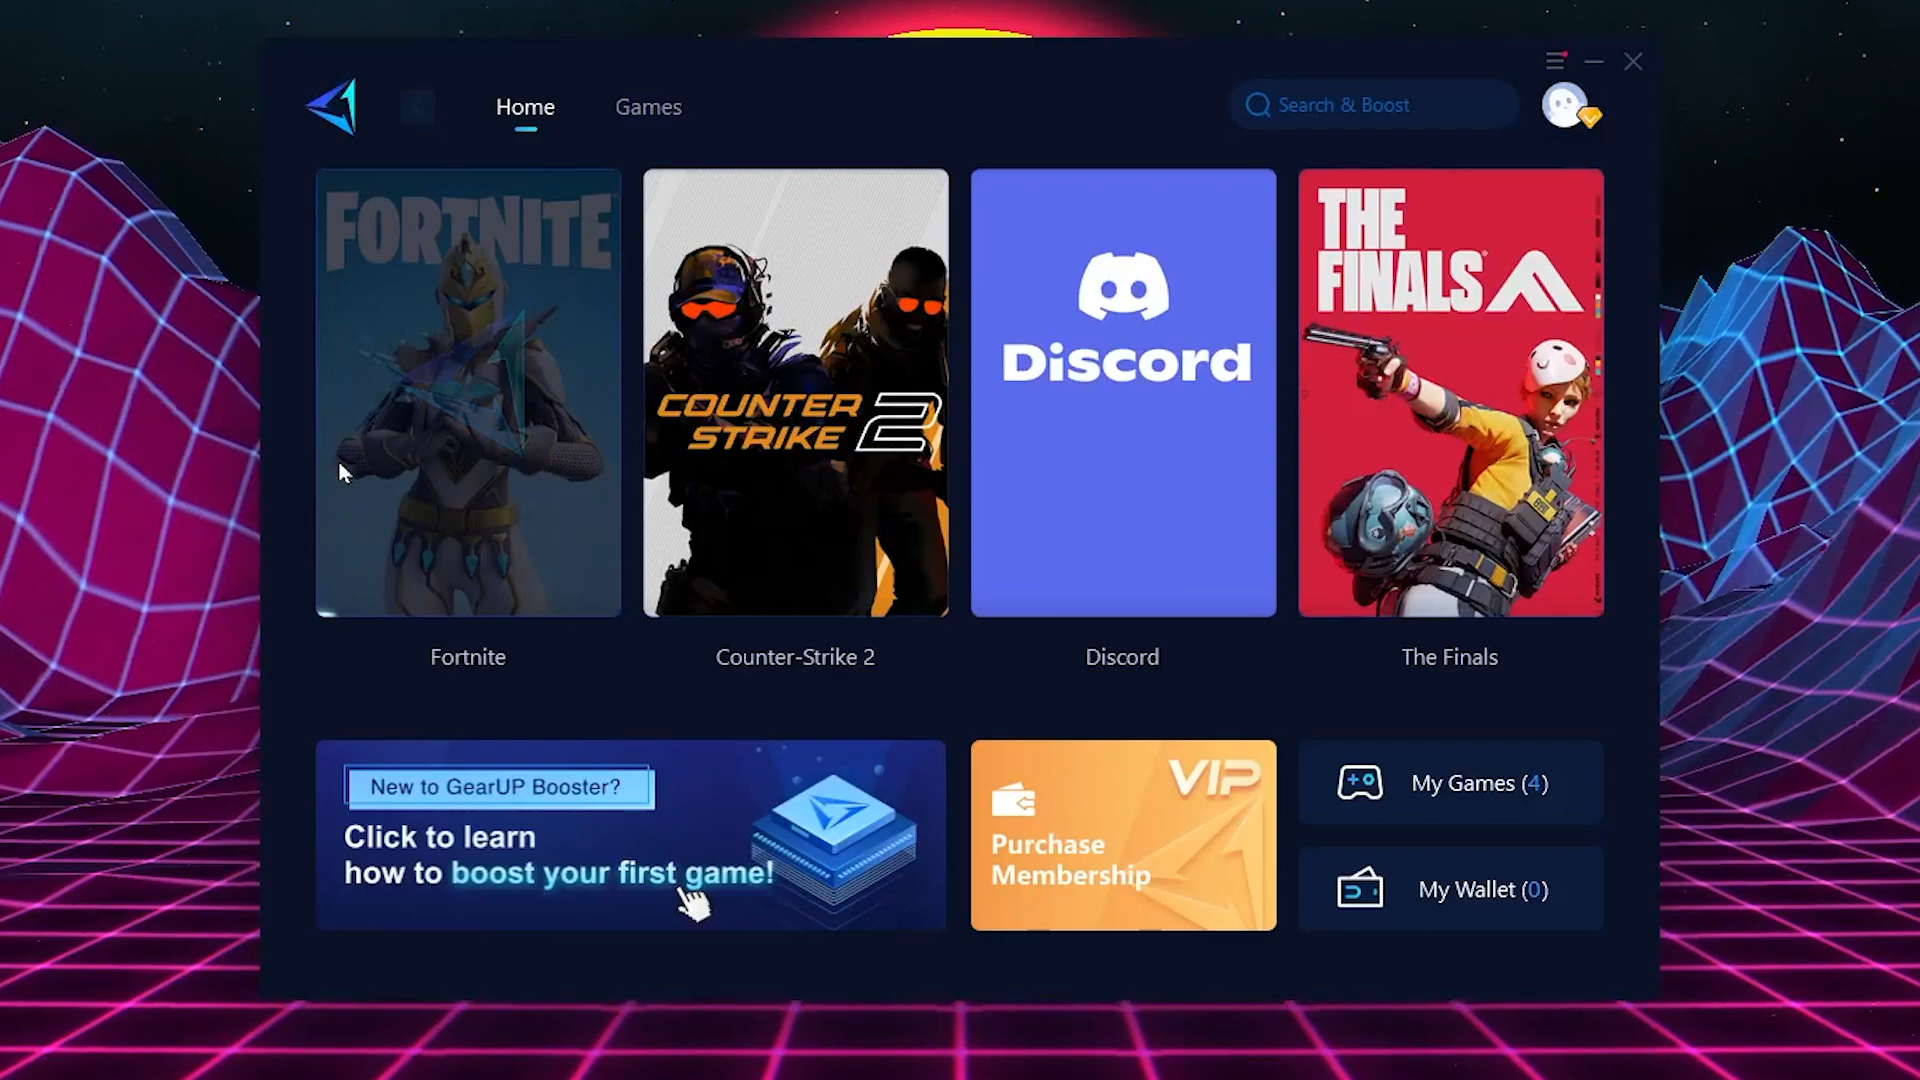 Home
Games
Search & Boost
FORTNITE
COUNTER
STRIKE 2
Discord
THE
FINALS
Fortnite
Counter-Strike 2
Discord
The Finals
New to GearUP Booster?
Click to learn
how to boost your first game!
VIP
Purchase
Membership
My Games (4)
My Wallet (0)